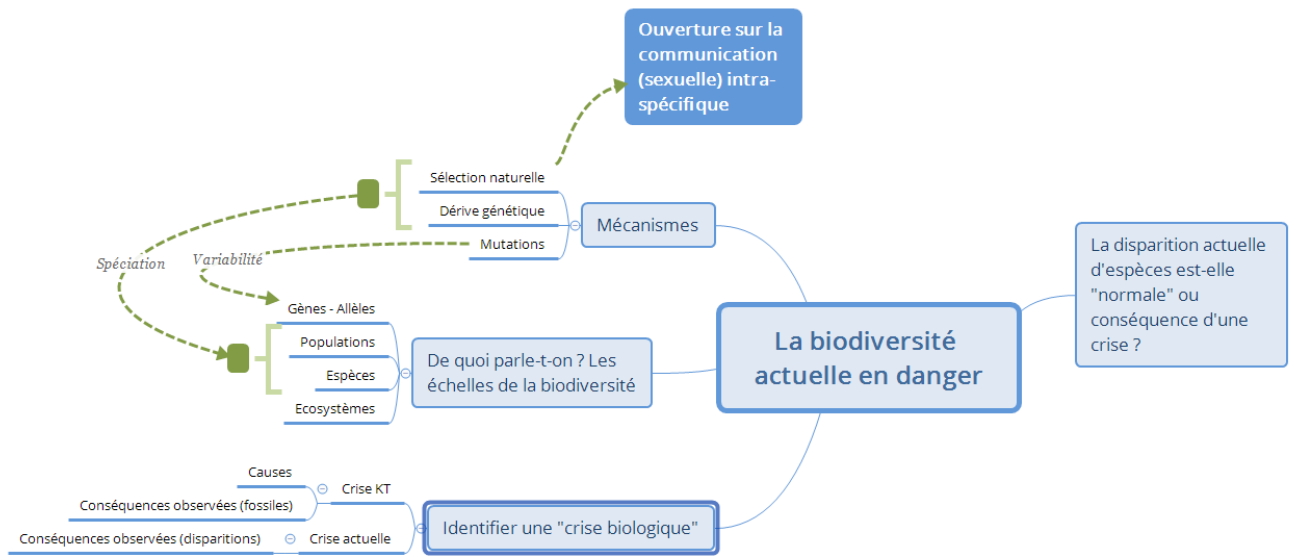 Ouverture sur la
communication
(sexuelle) intra-
spécifique
Sélection naturelle
Dérive génétique
Mutations
Mécanismes
Spéciation
Variabilité
La disparition actuelle
d'espèces est-elle
"normale" ou
conséquence d'une
crise ?
La biodiversité
actuelle en danger
Gènes - Allèles
Populations
Espèces
Ecosystèmes
De quoi parle-t-on ? Les
échelles de la biodiversité
Causes
Crise KT
Conséquences observées (fossiles)
Conséquences observées (disparitions)
Crise actuelle
Identifier une "crise biologique"